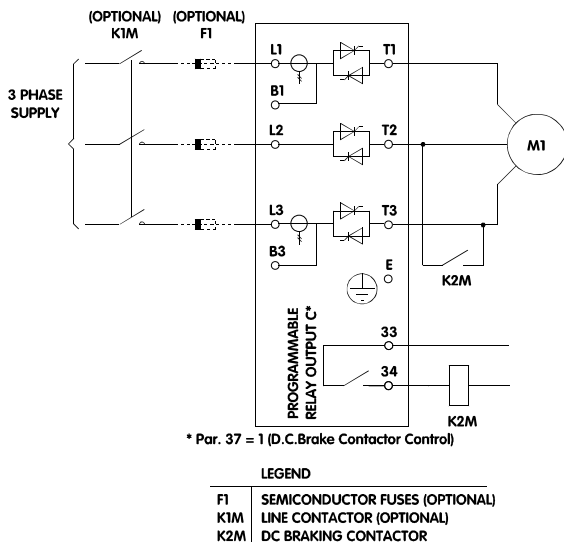 (OPTIONAL) (OPTIONAL)
K1M F1
3 PHASE
SUPPLY
L1 T1
B1
L2 T2
M1
L3 T3
B3
E
K2M
PROGRAMMABLE
RELAY OUTPUT C*
33
34
K2M
* Par. 37 = 1 (D.C.Brake Contactor Control)
LEGEND
F1 SEMICONDUCTOR FUSES (OPTIONAL)
K1M LINE CONTACTOR (OPTIONAL)
K2M DC BRAKING CONTACTOR